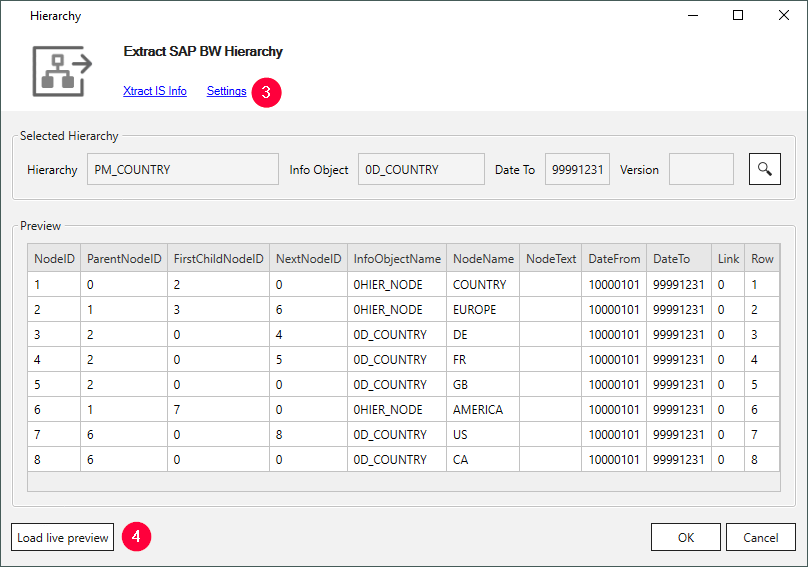 Hierarchy
Extract SAP BW Hierarchy
Xtract IS Info Settings 3
Selected Hierarchy
Hierarchy PM_COUNTRY Info Object 0D_COUNTRY Date To 99991231 Version
Preview
NodeID ParentNodeID FirstChildNodeID NextNodeID InfoObjectName NodeName NodeText DateFrom DateTo Link Row
1 0 2 0 0HIER_NODE COUNTRY 10000101 99991231 0 1
2 1 3 6 0HIER_NODE EUROPE 10000101 99991231 0 2
3 2 0 4 0D_COUNTRY DE 10000101 99991231 0 3
4 2 0 5 0D_COUNTRY FR 10000101 99991231 0 4
5 2 0 0 0D_COUNTRY GB 10000101 99991231 0 5
6 1 7 0 0HIER_NODE AMERICA 10000101 99991231 0 6
7 6 0 8 0D_COUNTRY US 10000101 99991231 0 7
8 6 0 0 0D_COUNTRY CA 10000101 99991231 0 8
Load live preview 4 OK Cancel